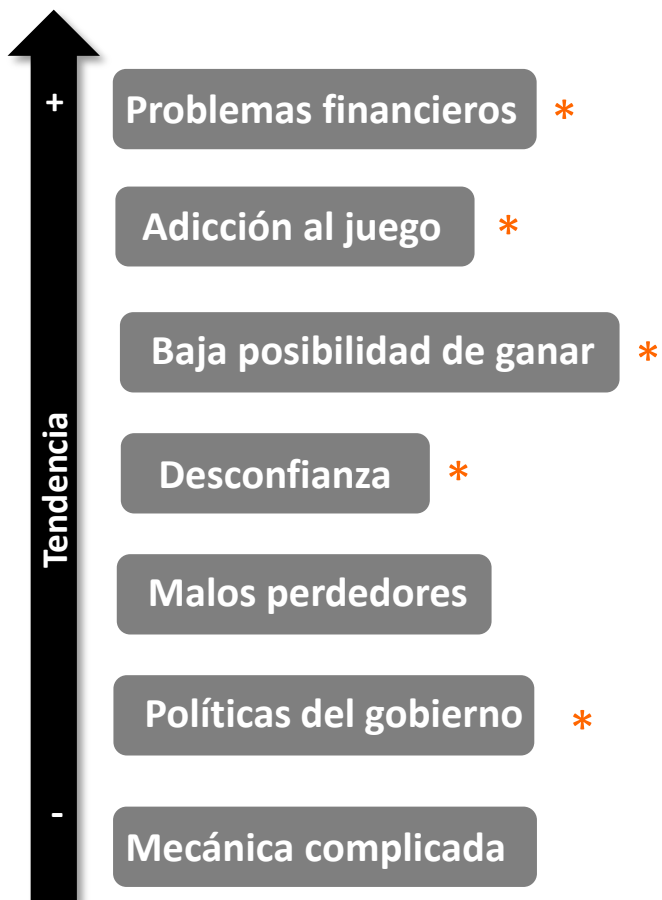 +
Problemas financieros *
Adicción al juego *
Baja posibilidad de ganar *
Desconfianza *
Tendencia
Malos perdedores
Políticas del gobierno *
-
Mecánica complicada